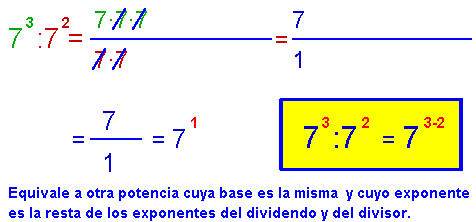 7³:7² = 7·7·7 / 7·7 = 7 / 1
= 7 / 1 = 7¹
7³:7² = 7³⁻²
Equivale a otra potencia cuya base es la misma y cuyo exponente
es la resta de los exponentes del dividendo y del divisor.